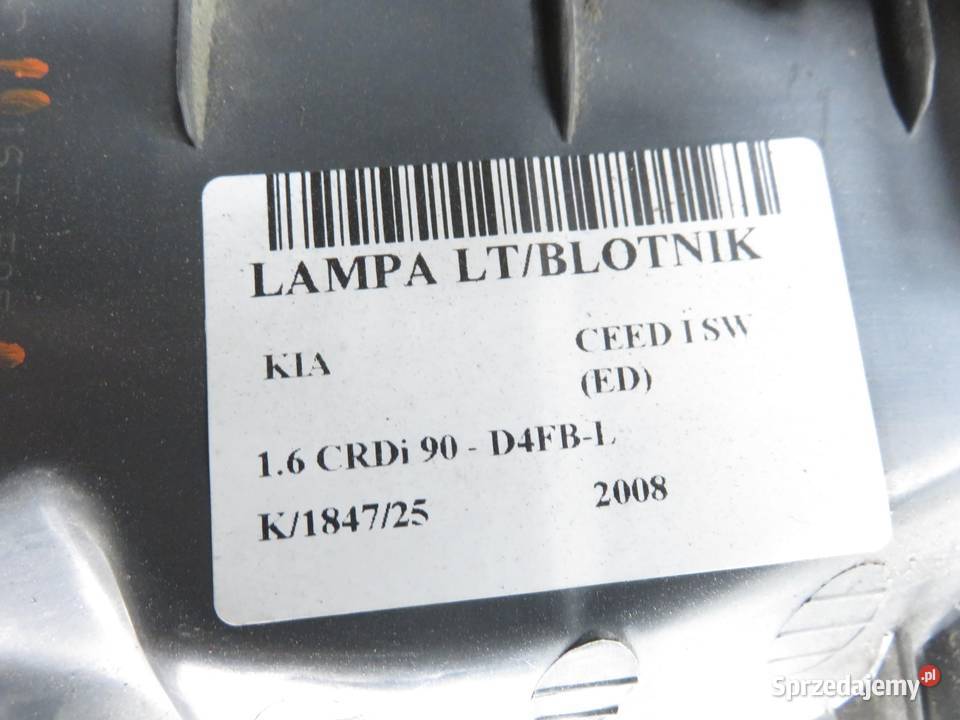 LAMPA LT/BLOTNIK
KIA
CEED I SW
(ED)
1.6 CRDi 90 - D4FB-L
K/1847/25
2008
Sprzedajemy.pl